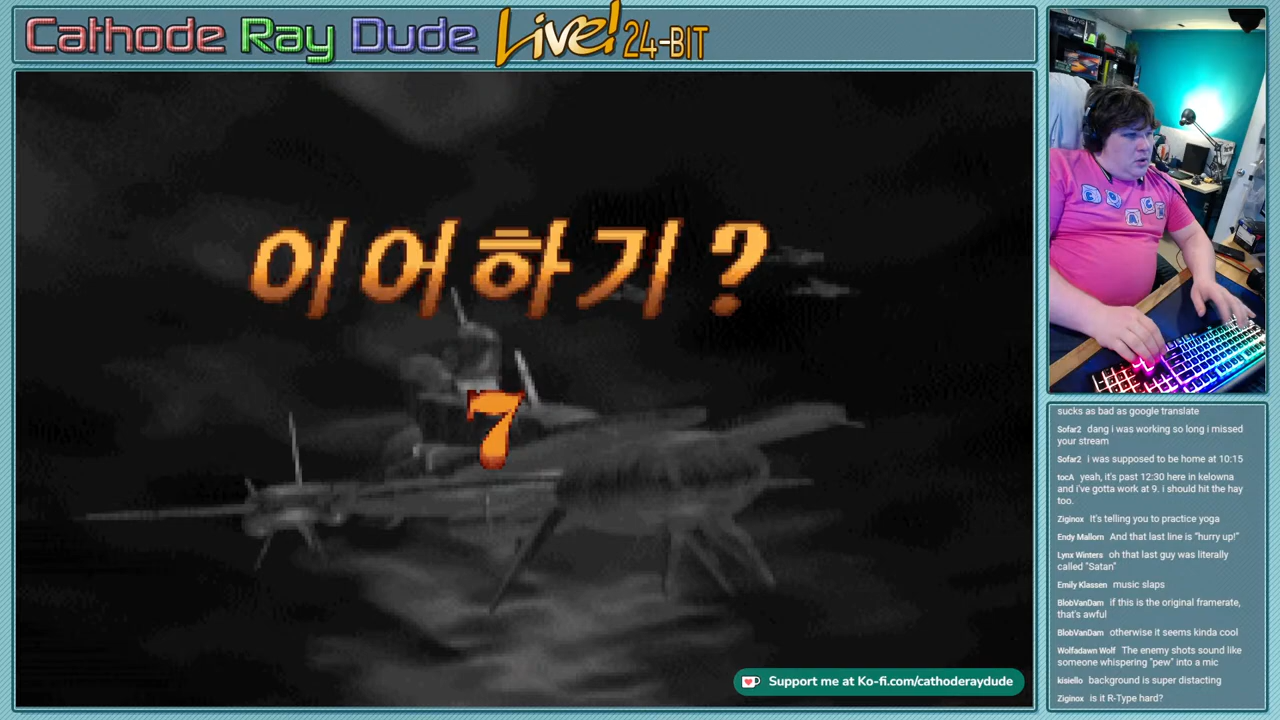 Cathode Ray Dude Live! 24-BIT
이어하기?
7
Support me at Ko-fi.com/cathoderaydude
sucks as bad as google translate
Sofar2 dang i was working so long i missed
your stream
Sofar2 i was supposed to be home at 10:15
tocA yeah, it's past 12:30 here in kelowna
and i've gotta work at 9. i should hit the hay
too.
Ziginox It's telling you to practice yoga
Endy Mallorn And that last line is "hurry up!"
Lynx Winters oh that last guy was literally
called "Satan"
Emily Klassen music slaps
BlobVanDam if this is the original framerate,
that's awful
BlobVanDam otherwise it seems kinda cool
Wolfadawn Wolf The enemy shots sound like
someone whispering "pew" into a mic
kisiello background is super distacting
Ziginox is it R-Type hard?